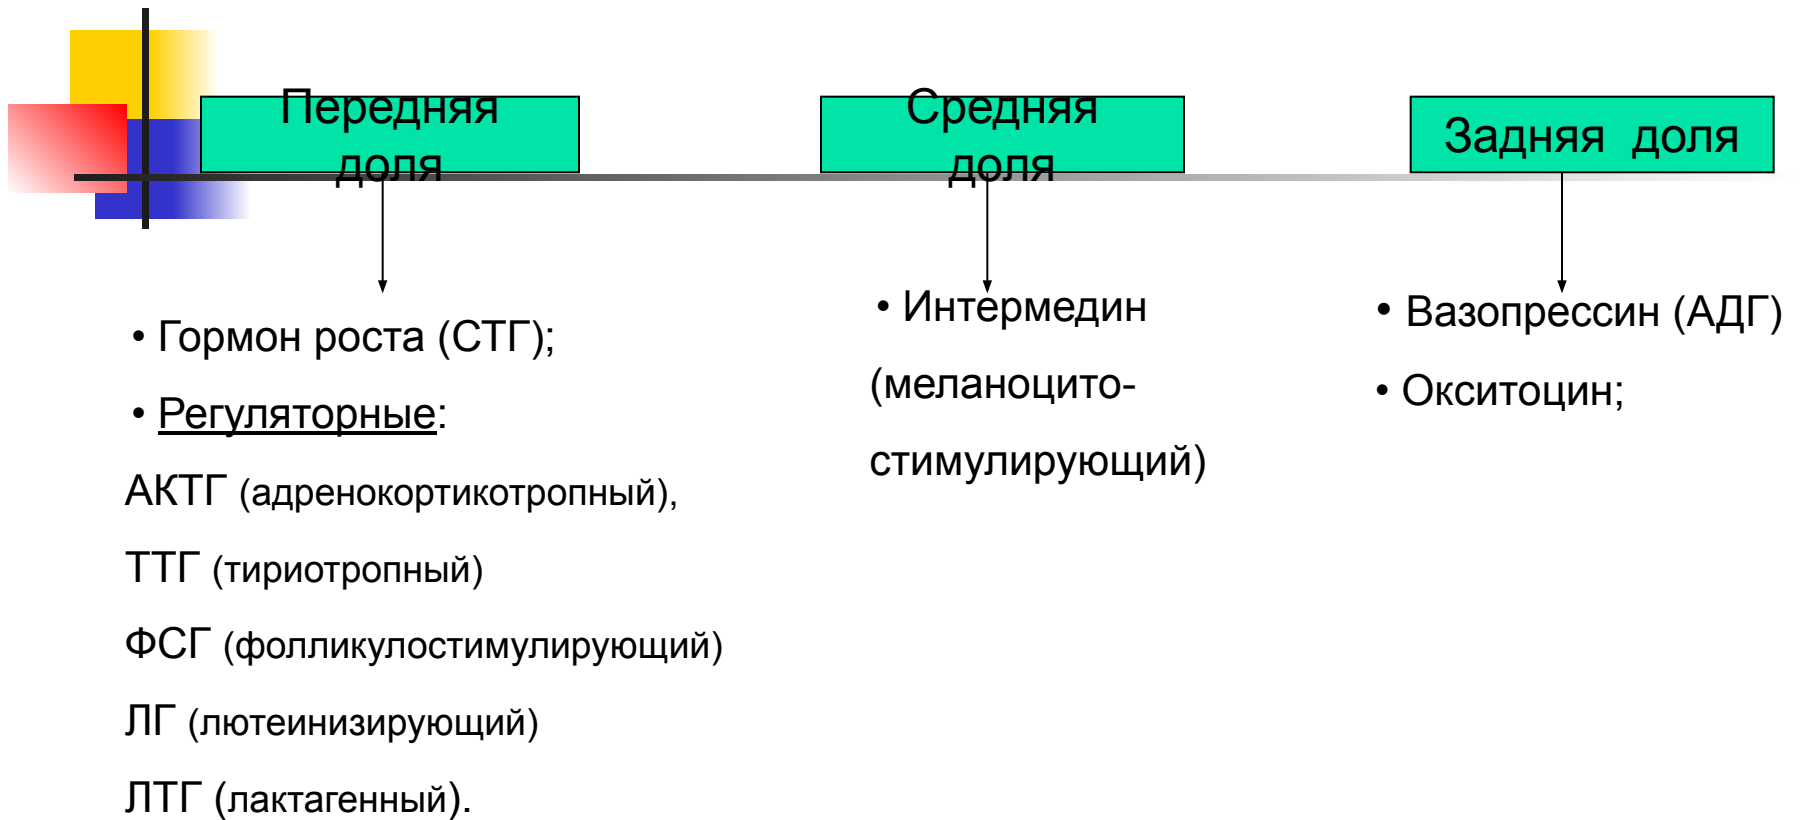 Передняя
доля
• Гормон роста (СТГ);
• Регуляторные:
АКТГ (адренокортикотропный),
ТТГ (тириотропный)
ФСГ (фолликулостимулирующий)
ЛГ (лютеинизирующий)
ЛТГ (лактагенный).
Средняя
доля
• Интермедин
(меланоцито-
стимулирующий)
Задняя доля
• Вазопрессин (АДГ)
• Окситоцин;